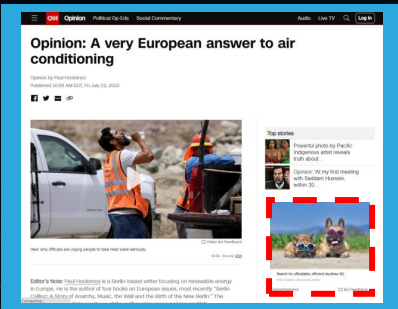 CNN Opinion Political Op-Eds Social Commentary Audio Live TV Log In
Opinion: A very European answer to air
conditioning
Opinion by Paul Hockenos
Published 10:59 AM EDT, Fri July 22, 2022
Top stories
Powerful photo by Pacific
Indigenous artist reveals
truth about...
Opinion: 'At my first meeting
with Saddam Hussein,
within 30...
Video Ad Feedback
Hear why officials are urging people to take heat wave seriously
Source: CNN
Search for affordable, efficient ductless AC.
Advertisement Ad Feedback
Editor's Note: Paul Hockenos is a Berlin-based writer focusing on renewable energy
in Europe. He is the author of four books on European issues, most recently "Berlin
Calling: A Story of Anarchy, Music, the Wall and the Birth of the New Berlin." The